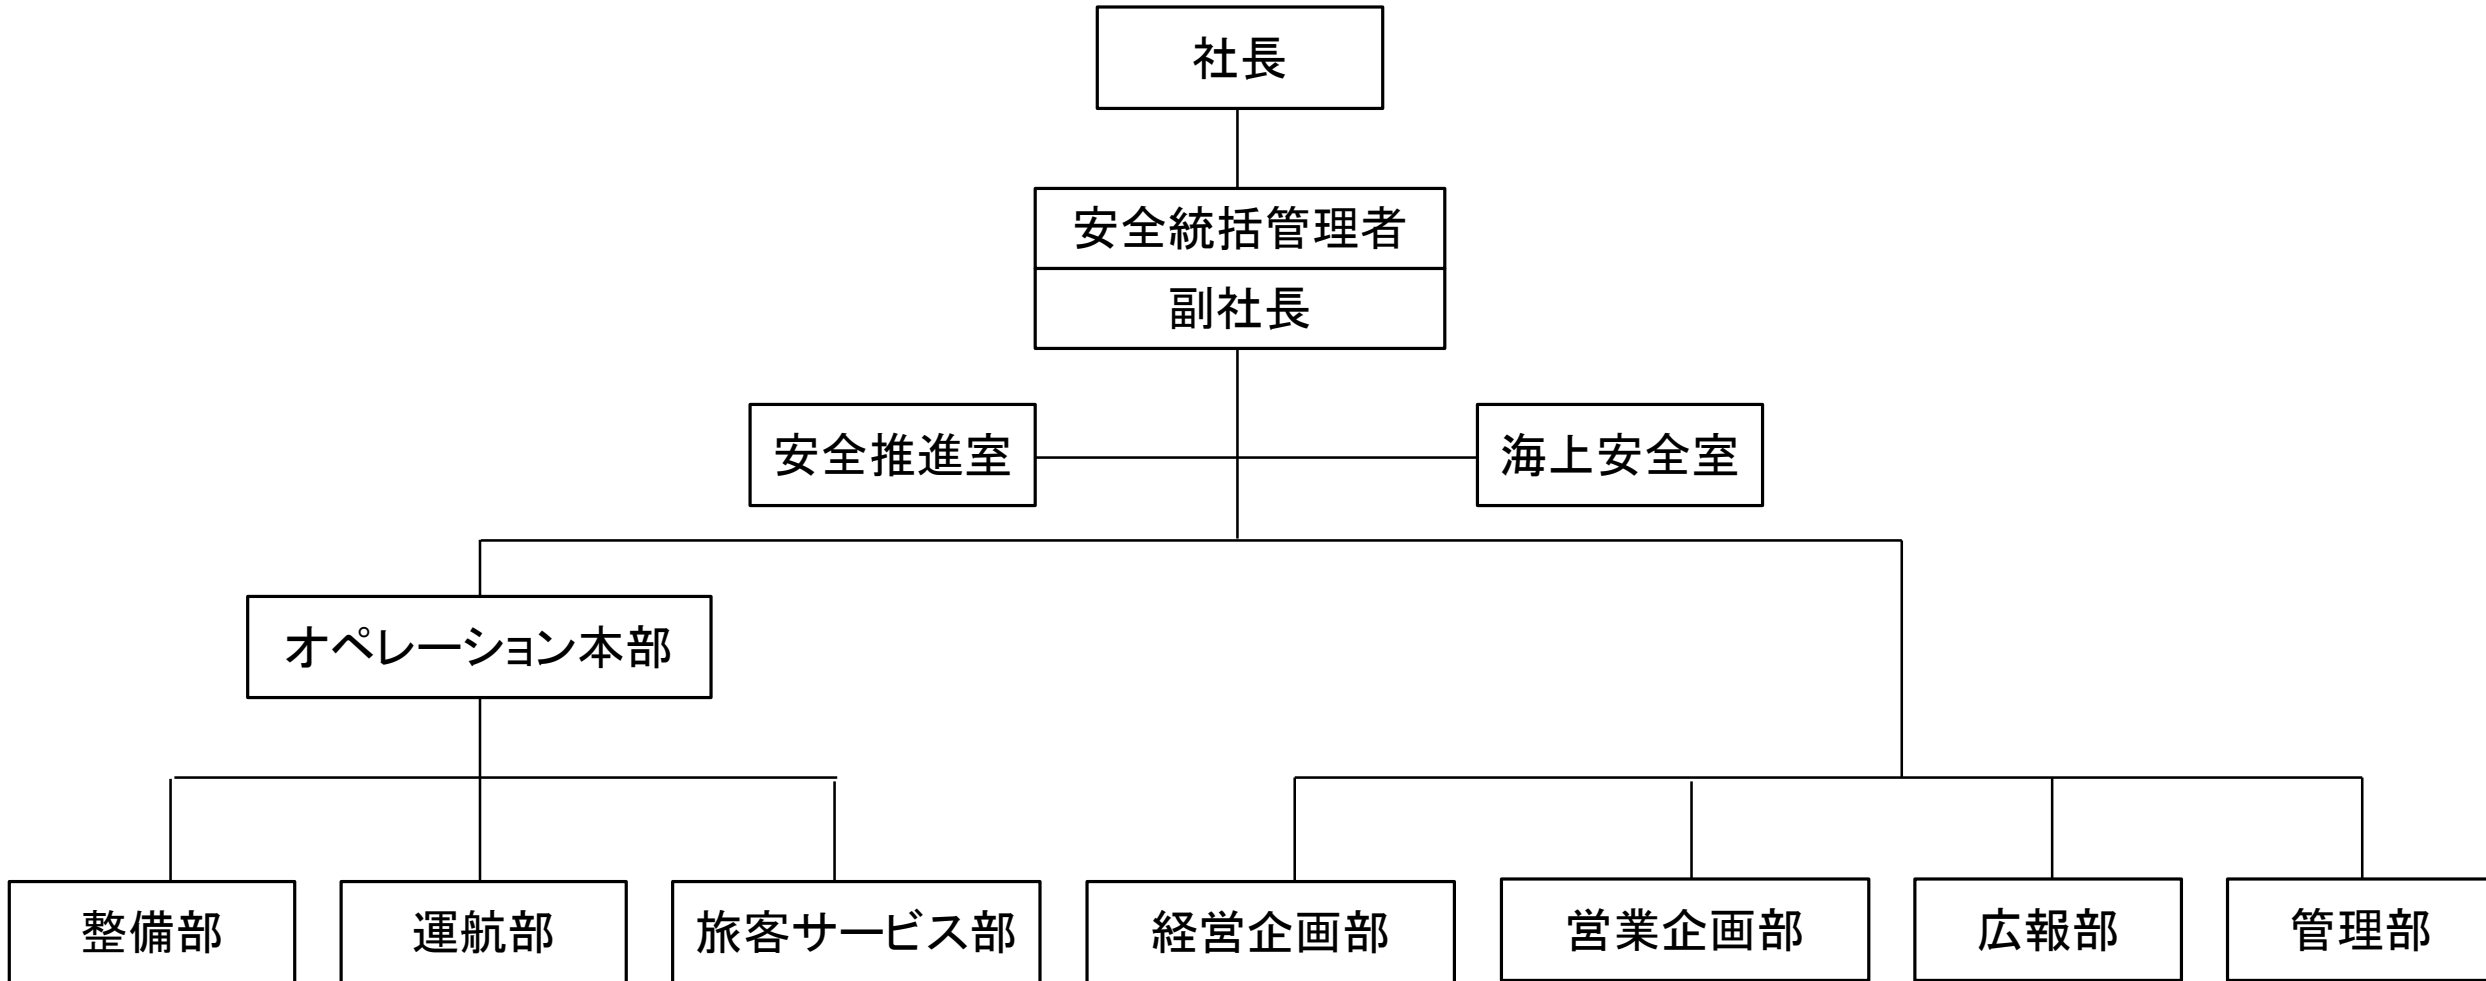 社長
安全統括管理者
副社長
安全推進室
海上安全室
オペレーション本部
整備部
運航部
旅客サービス部
経営企画部
営業企画部
広報部
管理部